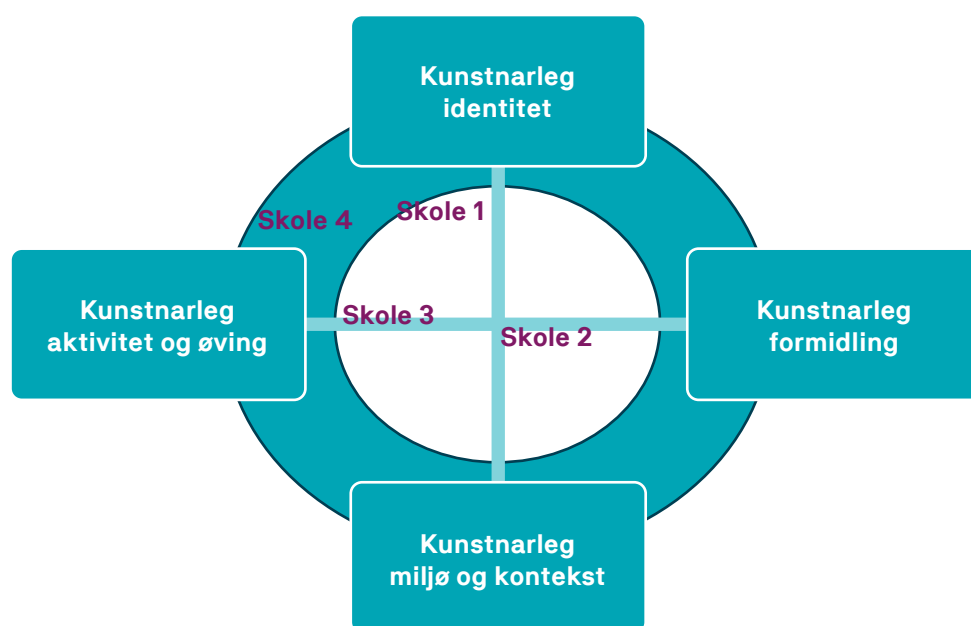 Kunstnarleg
identitet
Skole 1
Skole 4
Kunstnarleg
aktivitet og øving
Skole 3
Skole 2
Kunstnarleg
formidling
Kunstnarleg
miljø og kontekst